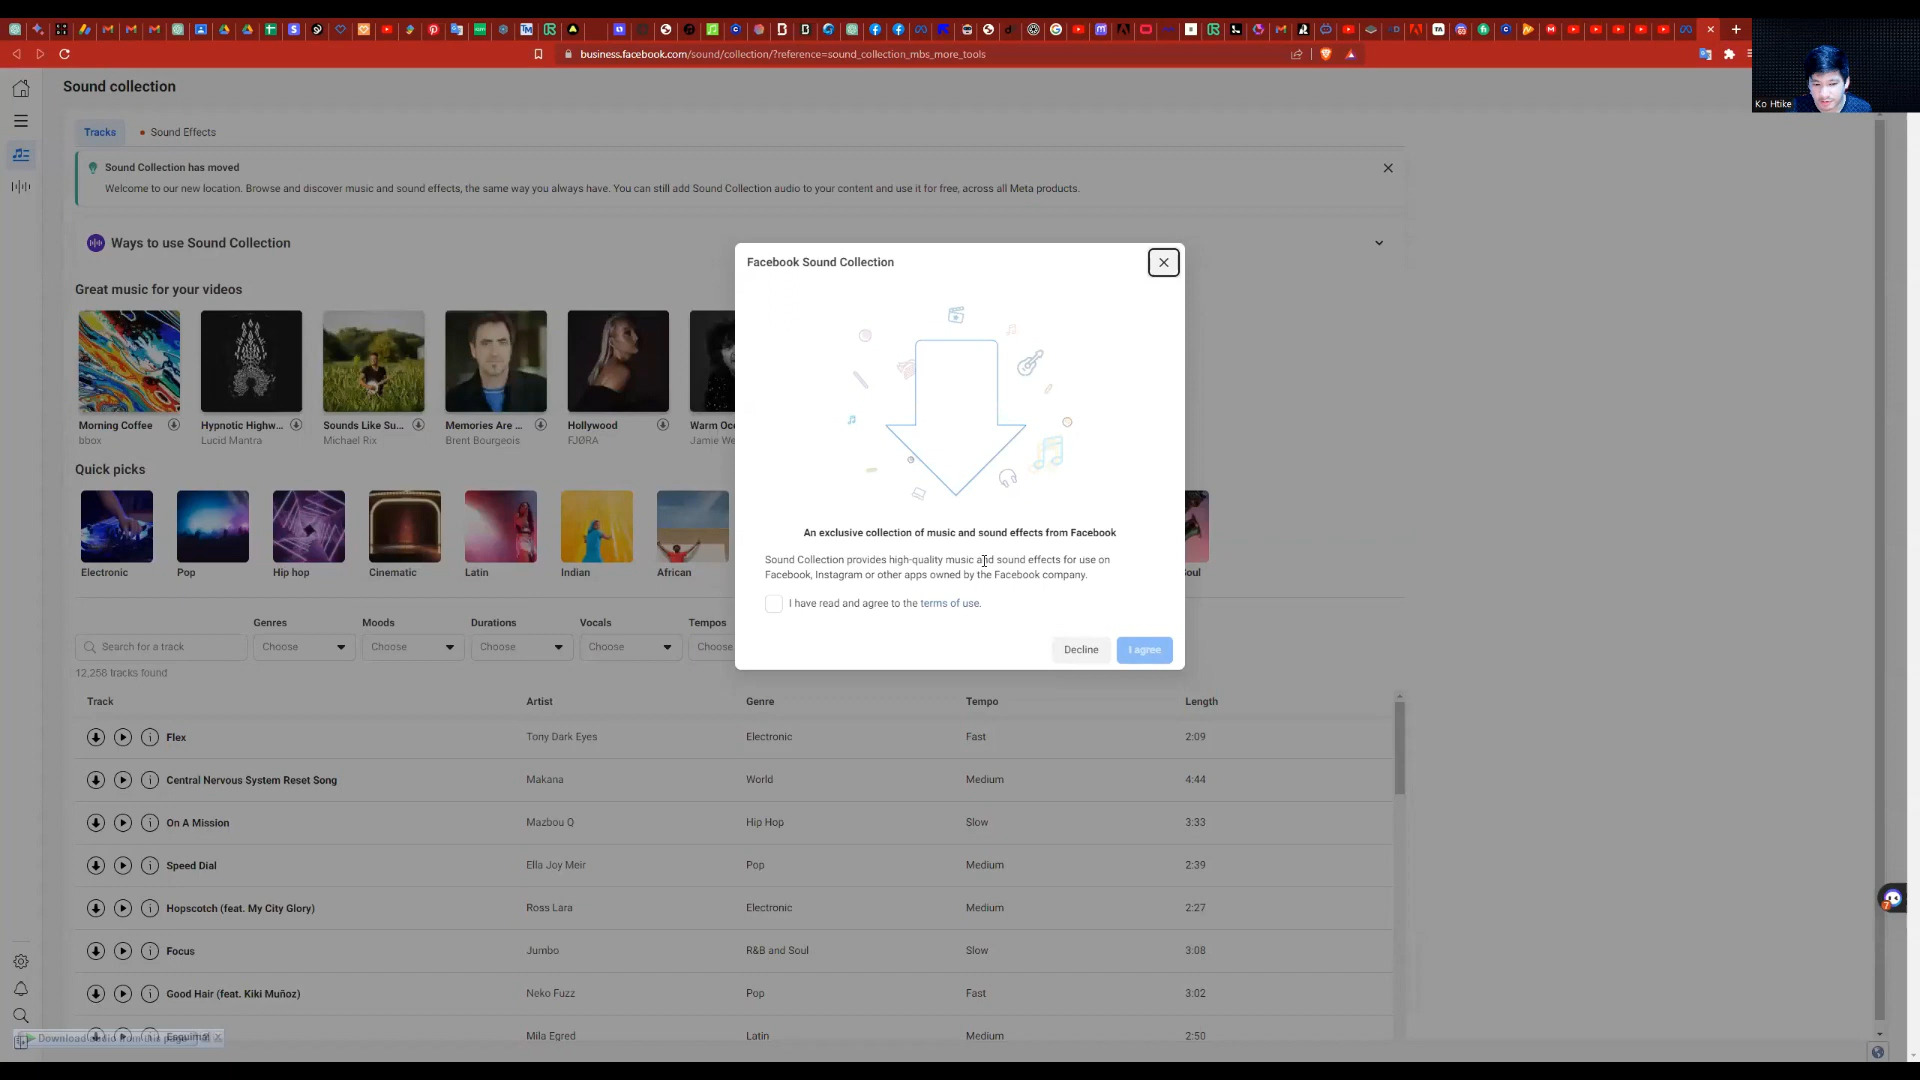 business.facebook.com/sound/collection/?reference=sound_collection_mbs_more_tools
Ko Htike
Sound collection
Tracks
Sound Effects
Sound Collection has moved
Welcome to our new location. Browse and discover music and sound effects, the same way you always have. You can still add Sound Collection audio to your content and use it for free, across all Meta products.
Ways to use Sound Collection
Great music for your videos
Morning Coffee
bbox
Hypnotic Highw...
Lucid Mantra
Sounds Like Su...
Michael Rix
Memories Are ...
Brent Bourgeois
Hollywood
FJØRA
Warm Oc
Jamie We
Quick picks
Electronic
Pop
Hip hop
Cinematic
Latin
Indian
African
Soul
Facebook Sound Collection
An exclusive collection of music and sound effects from Facebook
Sound Collection provides high-quality music and sound effects for use on
Facebook, Instagram or other apps owned by the Facebook company.
I have read and agree to the terms of use.
Decline
I agree
Genres
Moods
Durations
Vocals
Tempos
Search for a track
Choose
Choose
Choose
Choose
Choose
12,258 tracks found
Track Artist Genre Tempo Length
Flex Tony Dark Eyes Electronic Fast 2:09
Central Nervous System Reset Song Makana World Medium 4:44
On A Mission Mazbou Q Hip Hop Slow 3:33
Speed Dial Ella Joy Meir Pop Medium 2:39
Hopscotch (feat. My City Glory) Ross Lara Electronic Medium 2:27
Focus Jumbo R&B and Soul Slow 3:08
Good Hair (feat. Kiki Muñoz) Neko Fuzz Pop Fast 3:02
Mila Egred Latin Medium 2:50
Download audio from this page